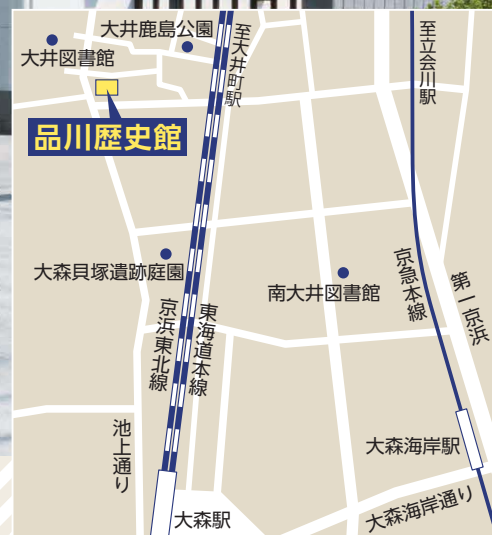 大井鹿島公園
大井図書館
至大井町駅
至立会川駅
品川歴史館
大森貝塚遺跡庭園
南大井図書館
京急本線
第一京浜
京浜東北線
東海道本線
池上通り
大森海岸駅
大森駅
大森海岸通り